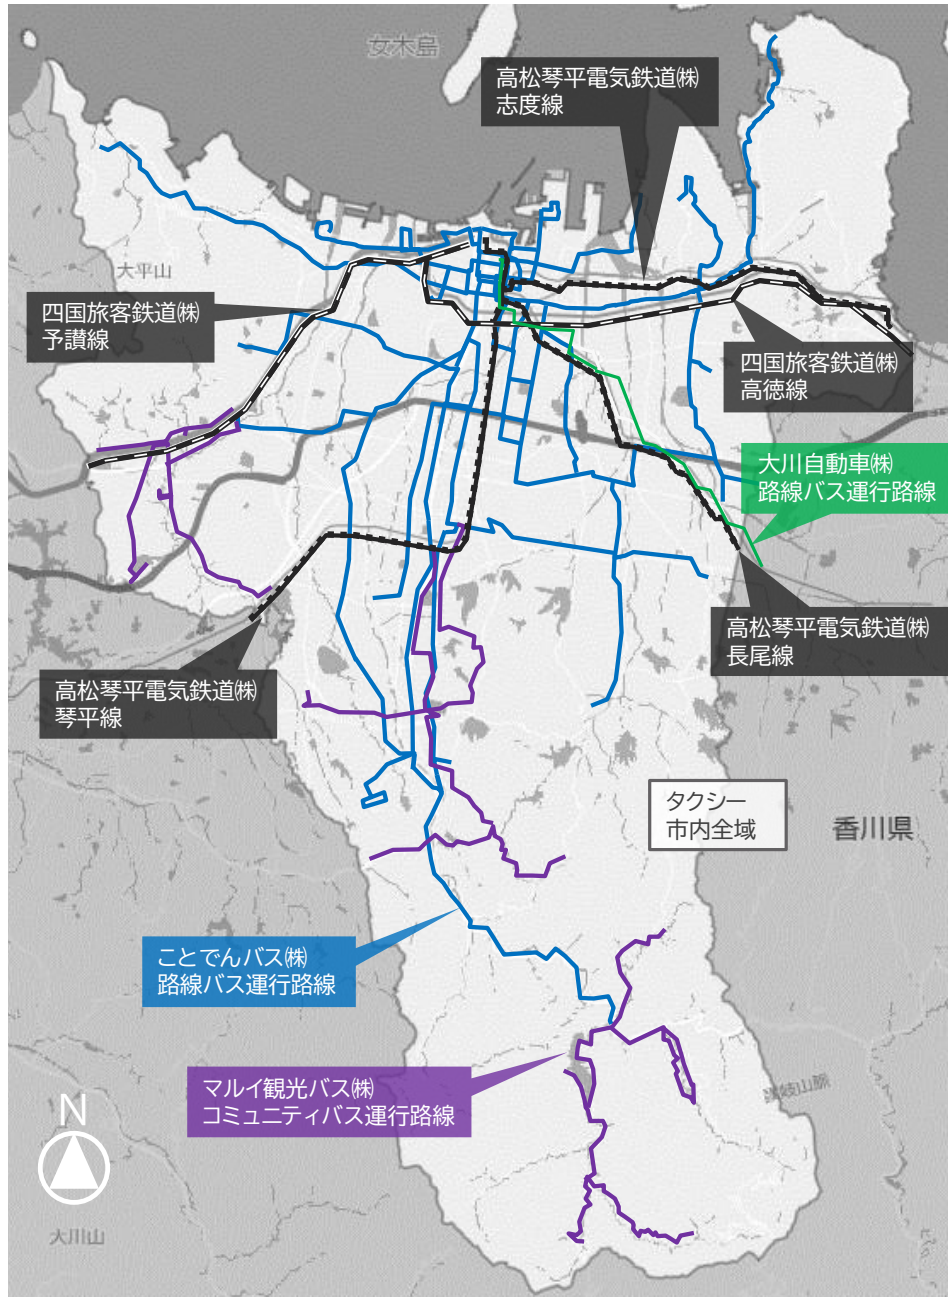 女木島
高松琴平電気鉄道㈱
志度線
大平山
四国旅客鉄道㈱
予讃線
四国旅客鉄道㈱
高徳線
大川自動車㈱
路線バス運行路線
高松琴平電気鉄道㈱
長尾線
高松琴平電気鉄道㈱
琴平線
タクシー
市内全域
香川県
ことでんバス㈱
路線バス運行路線
マルイ観光バス㈱
コミュニティバス運行路線
讃岐山脈
N
大川山